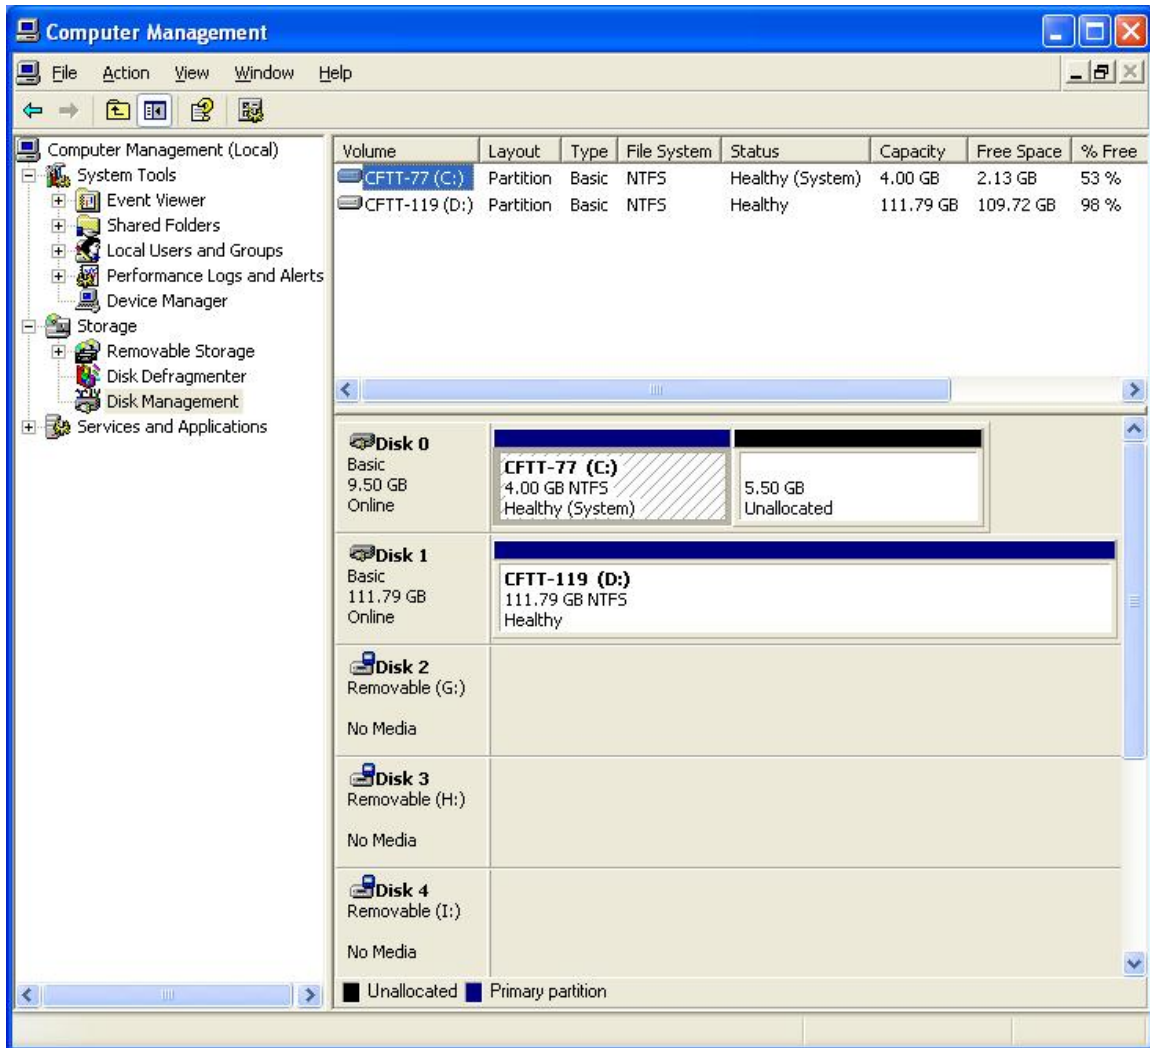 Computer Management
File Action View Window Help
Computer Management (Local)
System Tools
Event Viewer
Shared Folders
Local Users and Groups
Performance Logs and Alerts
Device Manager
Storage
Removable Storage
Disk Defragmenter
Disk Management
Services and Applications
Volume Layout Type File System Status Capacity Free Space % Free
CFTT-77 (C:) Partition Basic NTFS Healthy (System) 4.00 GB 2.13 GB 53 %
CFTT-119 (D:) Partition Basic NTFS Healthy 111.79 GB 109.72 GB 98 %
Disk 0
Basic
9.50 GB
Online
CFTT-77 (C:)
4.00 GB NTFS
Healthy (System)
5.50 GB
Unallocated
Disk 1
Basic
111.79 GB
Online
CFTT-119 (D:)
111.79 GB NTFS
Healthy
Disk 2
Removable (G:)
No Media
Disk 3
Removable (H:)
No Media
Disk 4
Removable (I:)
No Media
Unallocated Primary partition